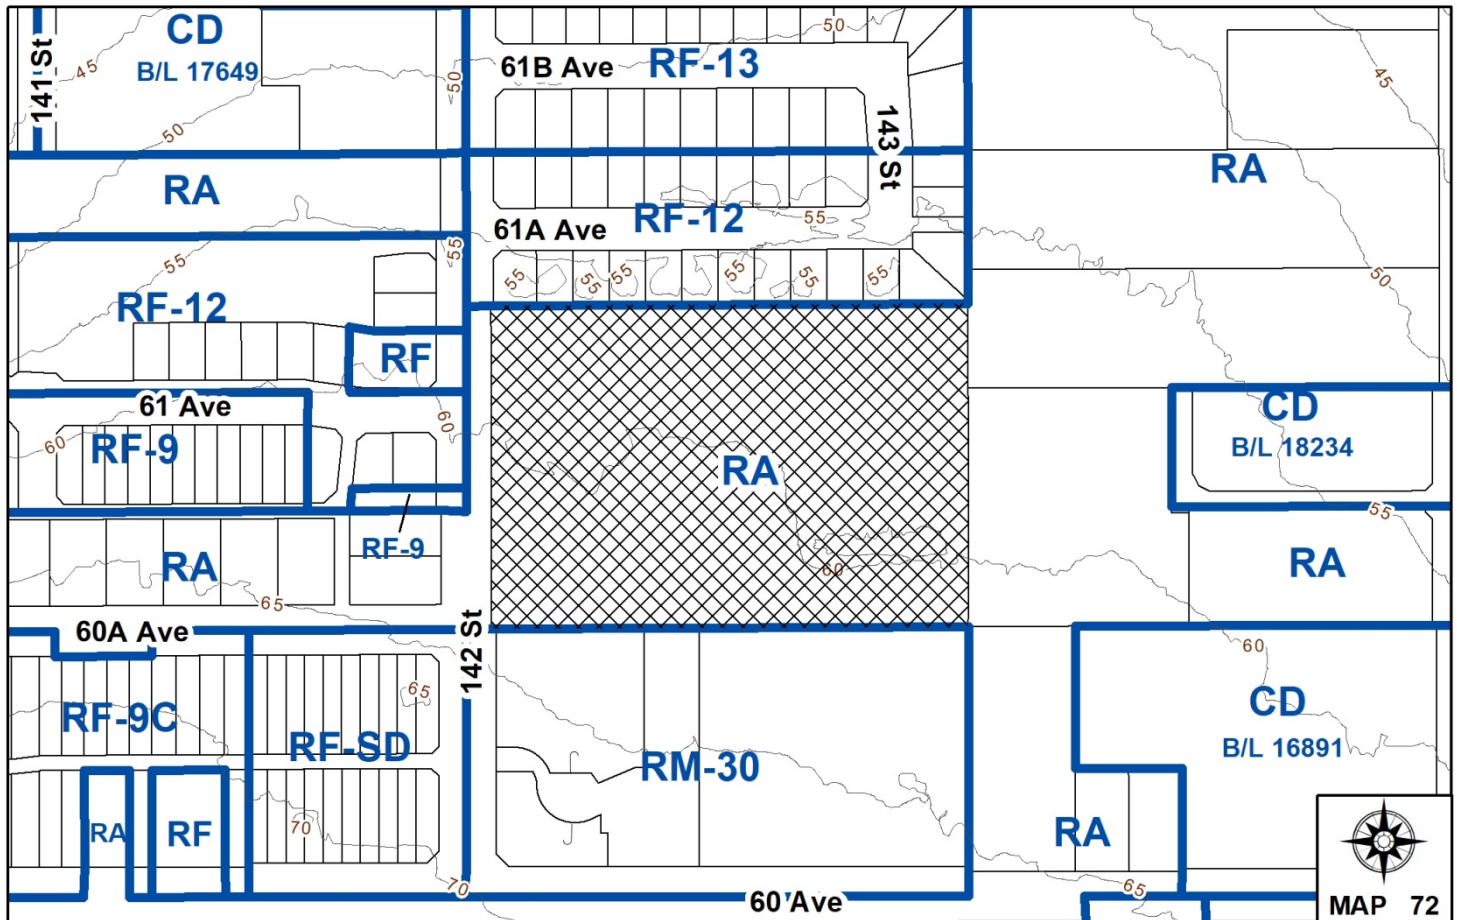 CD
B/L 17649
141 St
45
50
50
61B Ave
RF-13
50
143 St
45
RA
RA
RF-12
61A Ave
55
55
55
55
55
55
55
55
55
50
RF-12
RF
61 Ave
RF-9
60
60
RA
CD
B/L 18234
55
RF-9
RA
65
60
RA
60A Ave
142 St
60
RF-9C
RF-SD
65
RM-30
CD
B/L 16891
RA
RF
70
RA
70
60 Ave
65
MAP 72